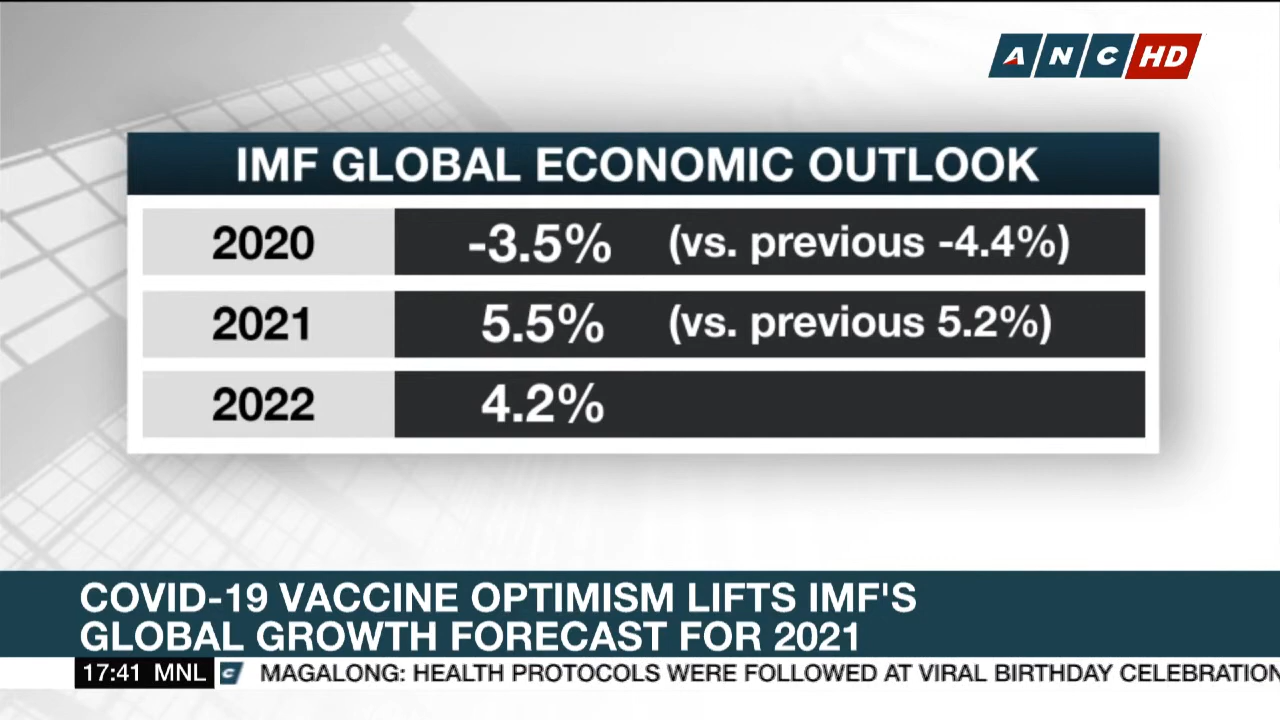 ANC HD
IMF GLOBAL ECONOMIC OUTLOOK
2020 -3.5% (vs. previous -4.4%)
2021 5.5% (vs. previous 5.2%)
2022 4.2%
COVID-19 VACCINE OPTIMISM LIFTS IMF'S
GLOBAL GROWTH FORECAST FOR 2021
17:41 MNL MAGALONG: HEALTH PROTOCOLS WERE FOLLOWED AT VIRAL BIRTHDAY CELEBRATION